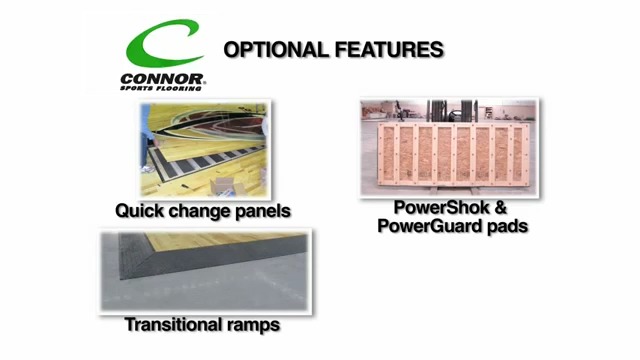 CONNOR®
SPORTS FLOORING
OPTIONAL FEATURES
Quick change panels
PowerShok &
PowerGuard pads
Transitional ramps